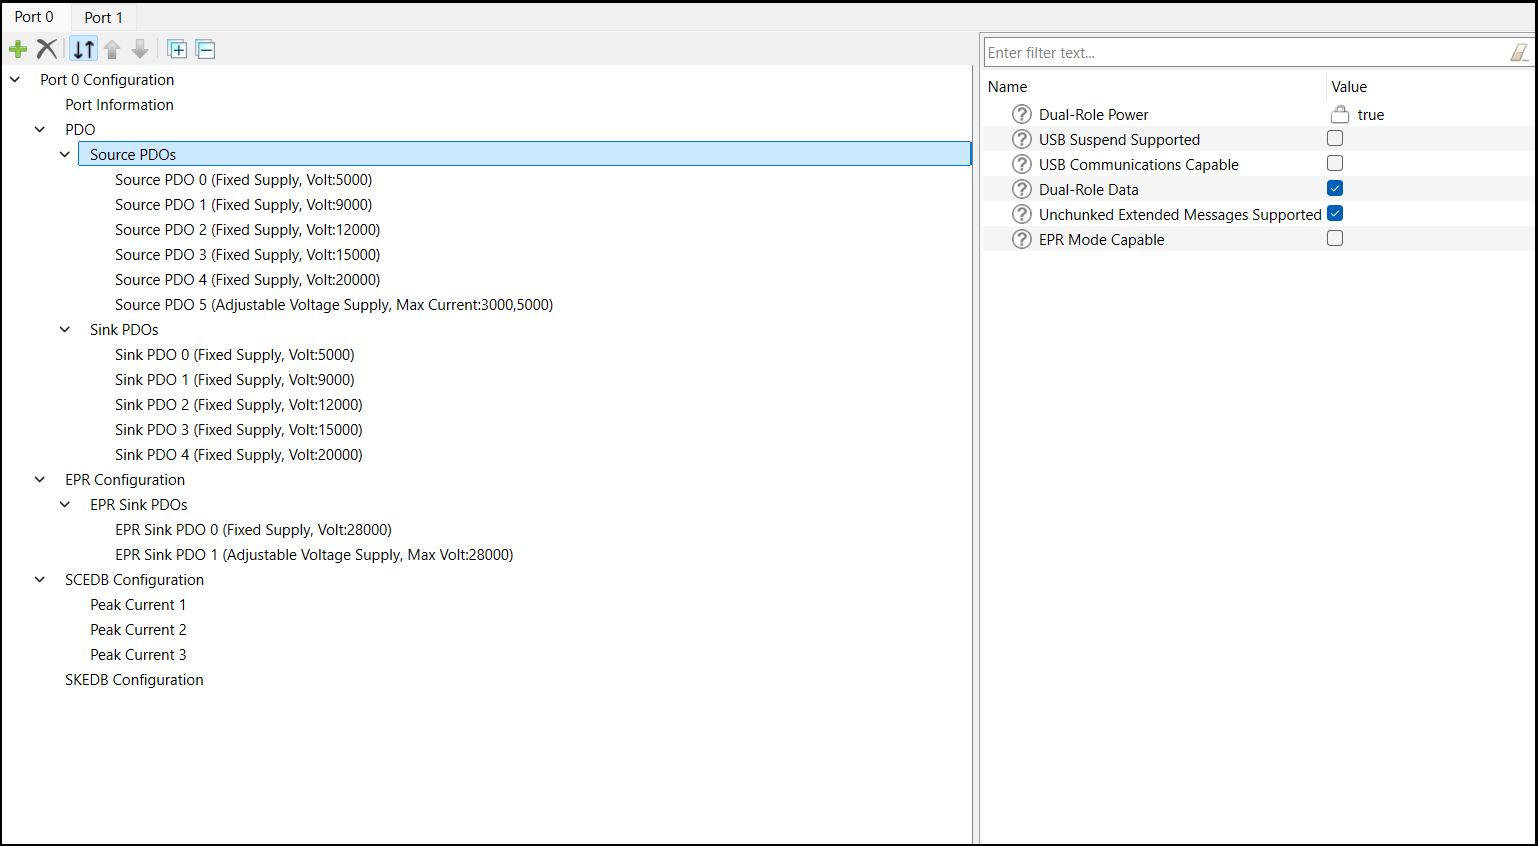 Port 0
Port 1
Port 0 Configuration
Port Information
PDO
Source PDOs
Source PDO 0 (Fixed Supply, Volt:5000)
Source PDO 1 (Fixed Supply, Volt:9000)
Source PDO 2 (Fixed Supply, Volt:12000)
Source PDO 3 (Fixed Supply, Volt:15000)
Source PDO 4 (Fixed Supply, Volt:20000)
Source PDO 5 (Adjustable Voltage Supply, Max Current:3000,5000)
Sink PDOs
Sink PDO 0 (Fixed Supply, Volt:5000)
Sink PDO 1 (Fixed Supply, Volt:9000)
Sink PDO 2 (Fixed Supply, Volt:12000)
Sink PDO 3 (Fixed Supply, Volt:15000)
Sink PDO 4 (Fixed Supply, Volt:20000)
EPR Configuration
EPR Sink PDOs
EPR Sink PDO 0 (Fixed Supply, Volt:28000)
EPR Sink PDO 1 (Adjustable Voltage Supply, Max Volt:28000)
SCEDB Configuration
Peak Current 1
Peak Current 2
Peak Current 3
SKEDB Configuration
Enter filter text...
Name Value
Dual-Role Power true
USB Suspend Supported
USB Communications Capable
Dual-Role Data
Unchunked Extended Messages Supported
EPR Mode Capable